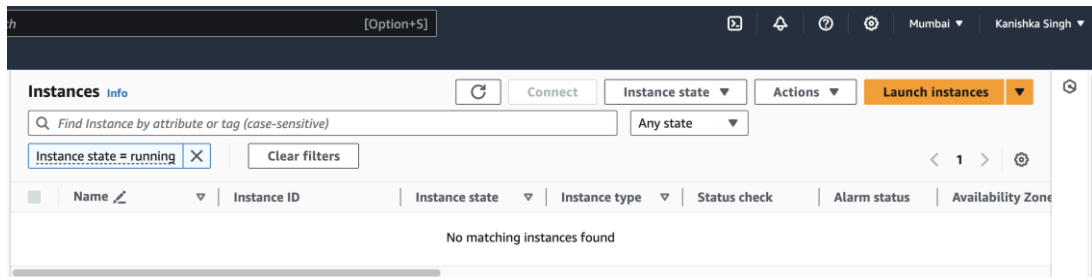 [Option+S] Mumbai ▼ Kanishka Singh ▼
Instances Info Connect Instance state ▼ Actions ▼ Launch instances ▼
Find Instance by attribute or tag (case-sensitive) Any state ▼
Instance state = running Clear filters < 1 >
Name Instance ID Instance state Instance type Status check Alarm status Availability Zone
No matching instances found